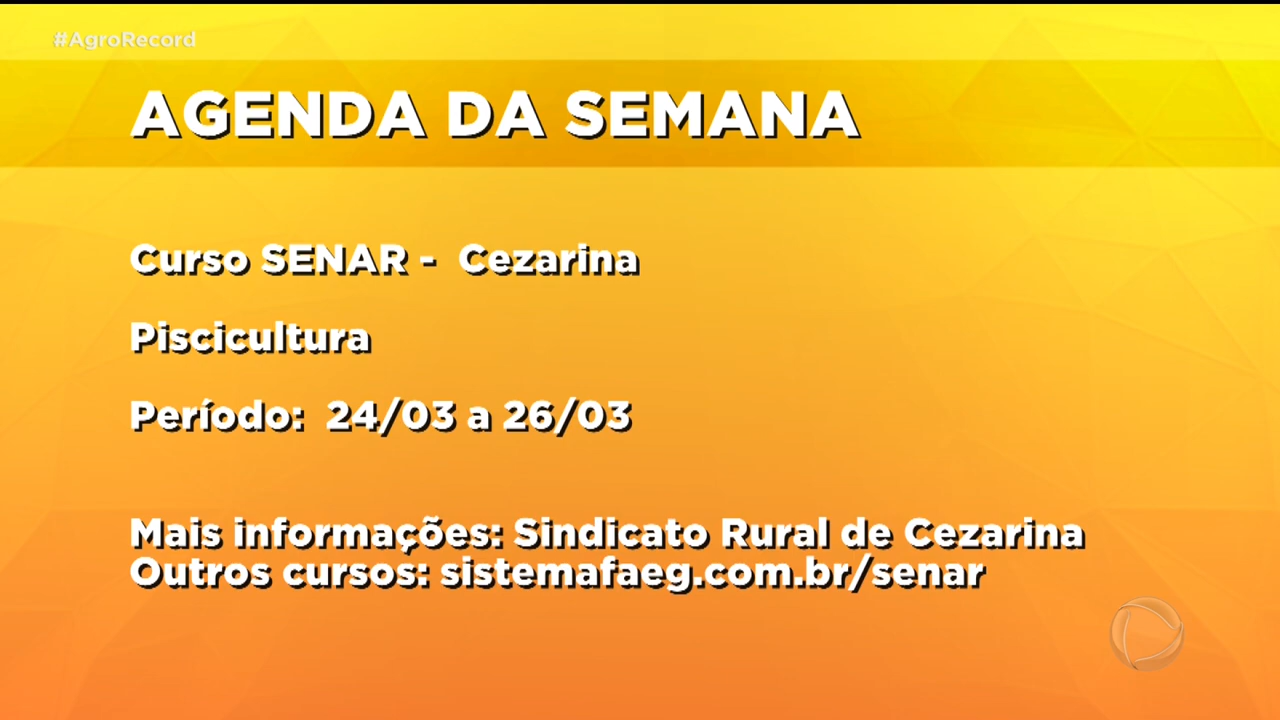 #AgroRecord
AGENDA DA SEMANA
Curso SENAR - Cezarina
Piscicultura
Período: 24/03 a 26/03
Mais informações: Sindicato Rural de Cezarina
Outros cursos: sistemafaeg.com.br/senar